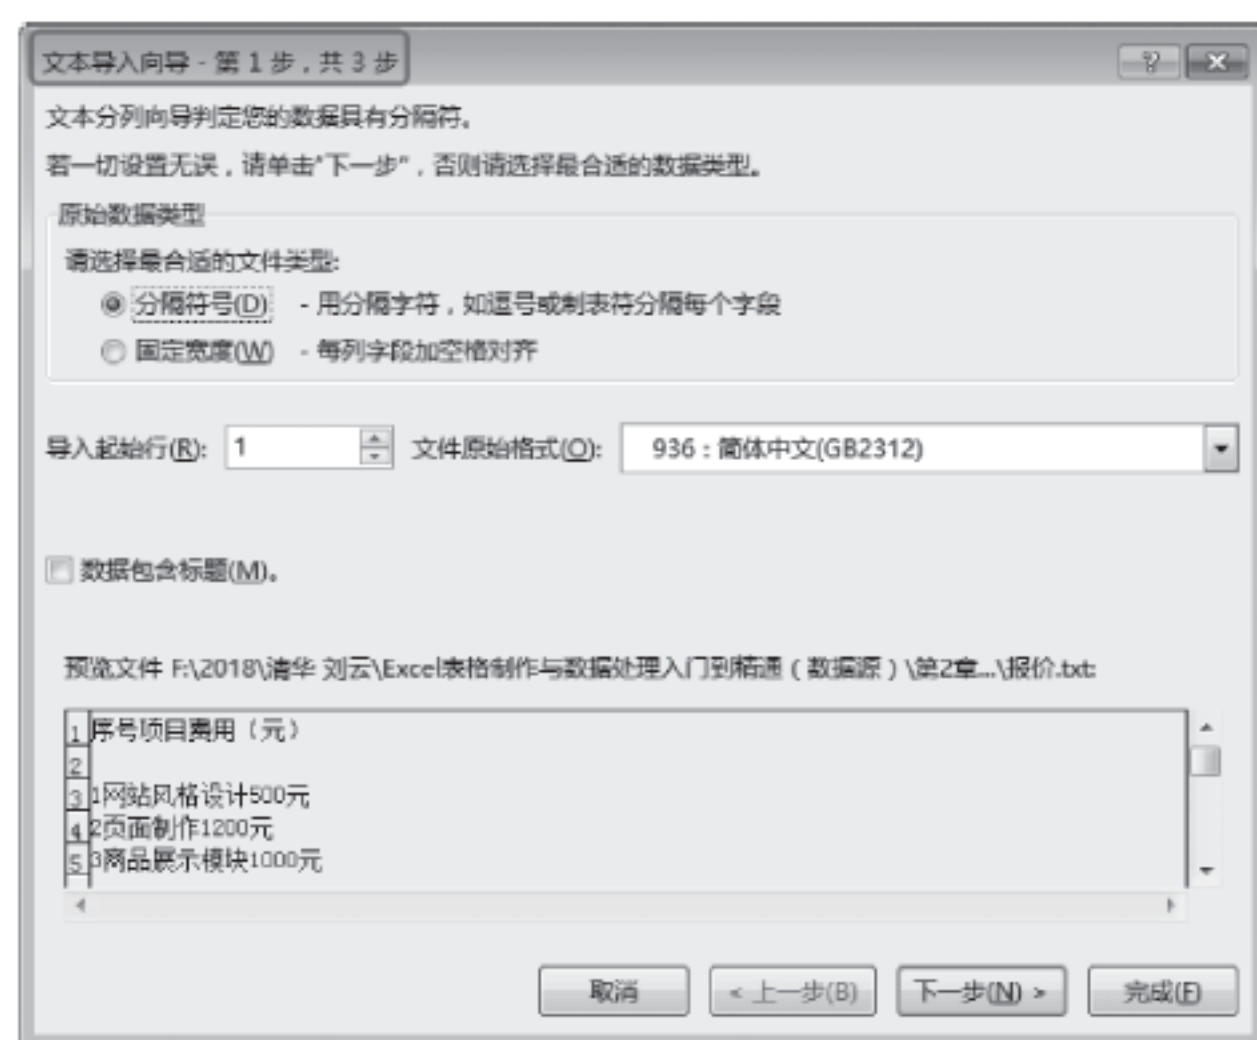 文本导入向导 - 第 1 步，共 3 步
文本分列向导判定您的数据具有分隔符。
若一切设置无误，请单击“下一步”，否则请选择最合适的数据类型。
原始数据类型
请选择最合适的文件类型:
分隔符号(D) - 用分隔字符，如逗号或制表符分隔每个字段
固定宽度(W) - 每列字段加空格对齐
导入起始行(R): 1 文件原始格式(O): 936 : 简体中文(GB2312)
数据包含标题(M)。
预览文件 F:\2018\清华 刘云\Excel表格制作与数据处理入门到精通（数据源）\第2章...\报价.txt:
1 序号项目费用（元）
2
3 1网站风格设计500元
4 2页面制作1200元
5 3商品展示模块1000元
取消 < 上一步(B) 下一步(N) > 完成(F)